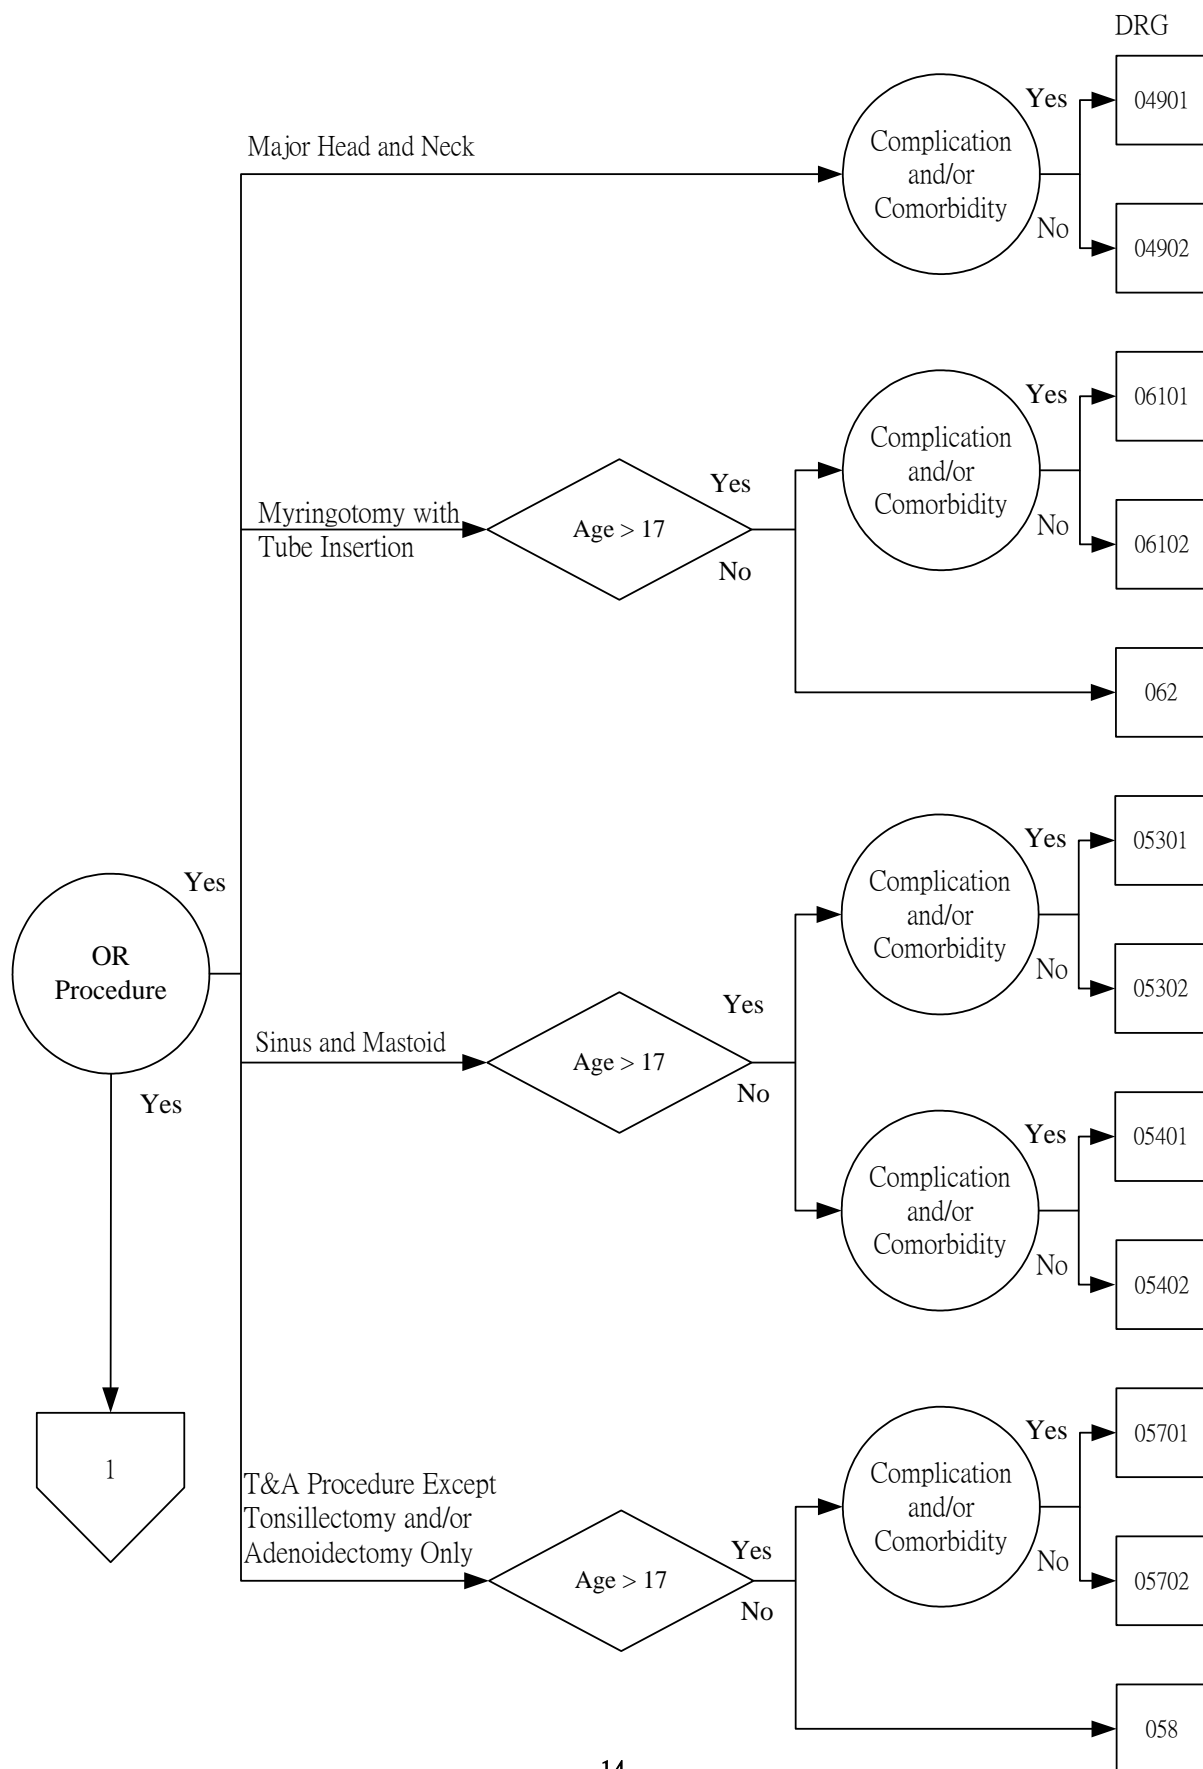 DRG
Major Head and Neck
Complication
and/or
Comorbidity
Yes
04901
No
04902
Myringotomy with
Tube Insertion
Age > 17
Yes
No
Complication
and/or
Comorbidity
Yes
06101
No
06102
062
OR
Procedure
Yes
Yes
1
Sinus and Mastoid
Age > 17
Yes
No
Complication
and/or
Comorbidity
Yes
05301
No
05302
Complication
and/or
Comorbidity
Yes
05401
No
05402
T&A Procedure Except
Tonsillectomy and/or
Adenoidectomy Only
Age > 17
Yes
No
Complication
and/or
Comorbidity
Yes
05701
No
05702
058
14